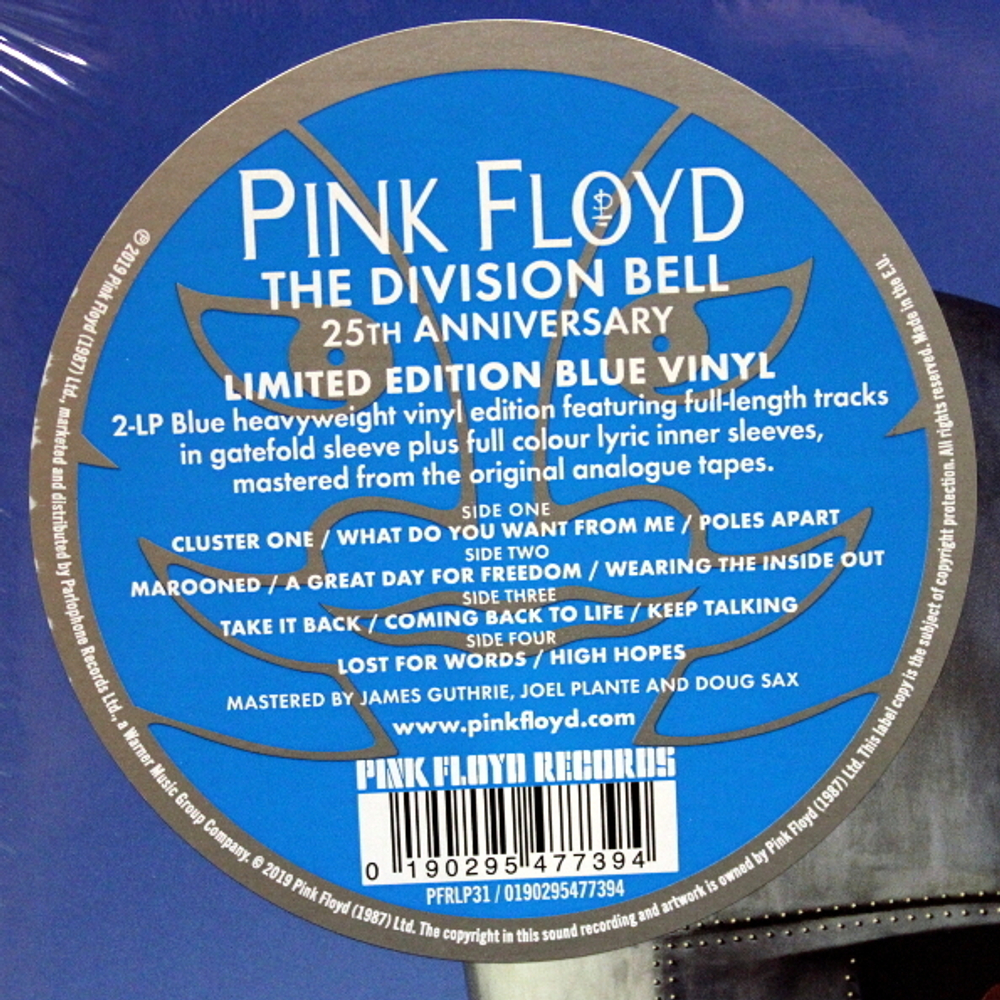 PINK FLOYD
THE DIVISION BELL
25TH ANNIVERSARY
LIMITED EDITION BLUE VINYL
2-LP Blue heavyweight vinyl edition featuring full-length tracks
in gatefold sleeve plus full colour lyric inner sleeves,
mastered from the original analogue tapes.
SIDE ONE
CLUSTER ONE / WHAT DO YOU WANT FROM ME / POLES APART
SIDE TWO
MAROONED / A GREAT DAY FOR FREEDOM / WEARING THE INSIDE OUT
SIDE THREE
TAKE IT BACK / COMING BACK TO LIFE / KEEP TALKING
SIDE FOUR
LOST FOR WORDS / HIGH HOPES
MASTERED BY JAMES GUTHRIE, JOEL PLANTE AND DOUG SAX
www.pinkfloyd.com
PINK FLOYD RECORDS
0 190295 477394
PFRLP31 / 0190295477394
℗ 2019 Pink Floyd (1987) Ltd., marketed and distributed by Parlophone Records Ltd., a Warner Music Group Company. © 2019 Pink Floyd (1987) Ltd. The copyright in this sound recording and artwork is owned by Pink Floyd (1987) Ltd. This label copy is the subject of copyright protection. All rights reserved. Made in the E.U.